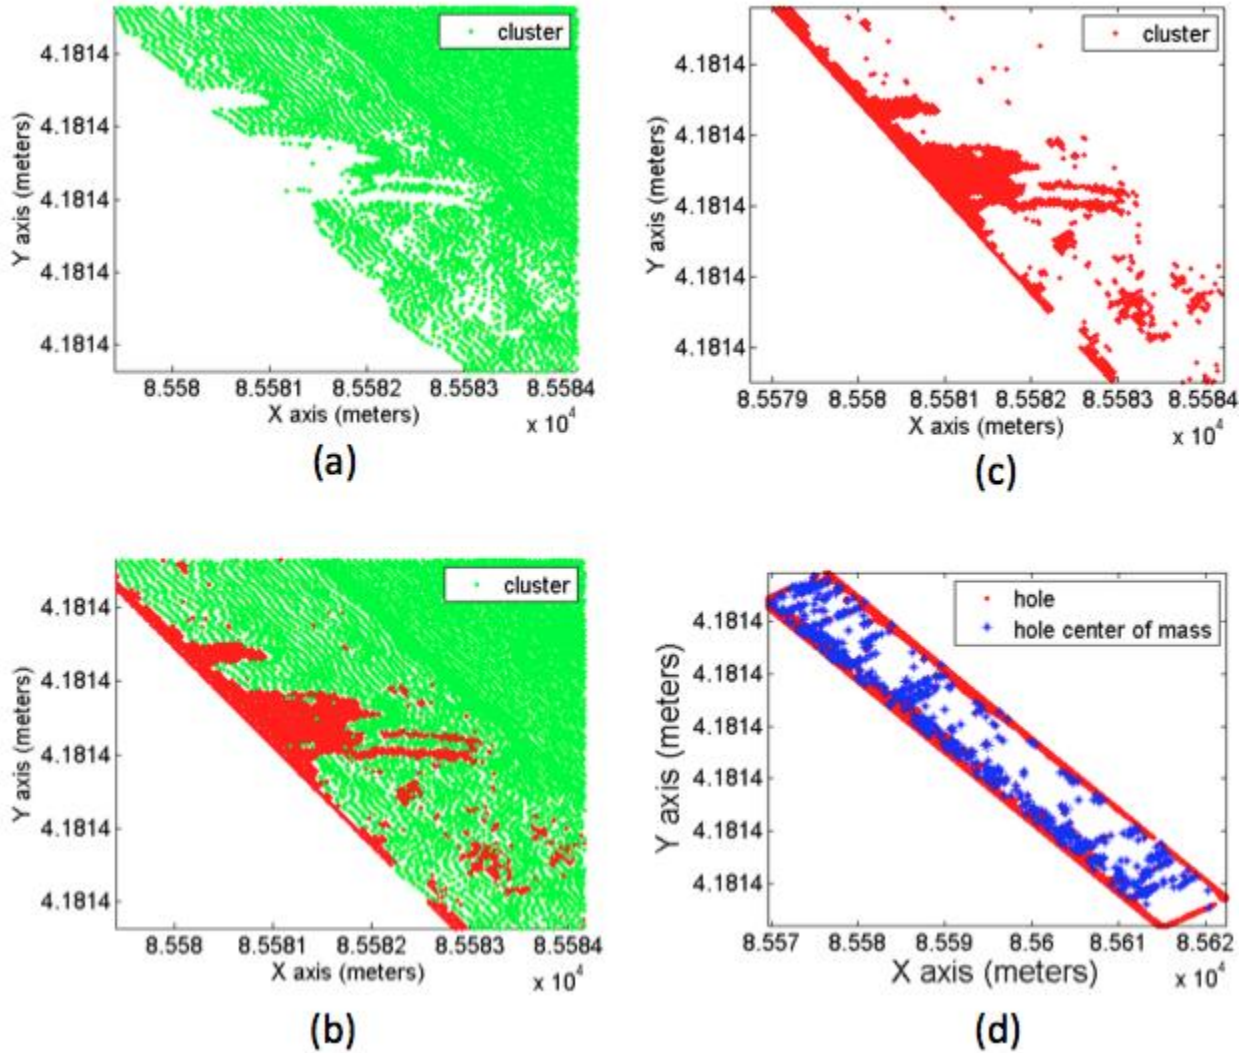 cluster
4.1814
4.1814
4.1814
4.1814
4.1814
Y axis (meters)
8.558 8.5581 8.5582 8.5583 8.5584
X axis (meters)
x 10⁴
(a)
cluster
4.1814
4.1814
4.1814
4.1814
4.1814
Y axis (meters)
8.5579 8.558 8.5581 8.5582 8.5583 8.5584
X axis (meters)
x 10⁴
(c)
cluster
4.1814
4.1814
4.1814
4.1814
4.1814
Y axis (meters)
8.558 8.5581 8.5582 8.5583 8.5584
X axis (meters)
x 10⁴
(b)
hole
hole center of mass
4.1814
4.1814
4.1814
4.1814
4.1814
4.1814
Y axis (meters)
8.557 8.558 8.559 8.56 8.561 8.562
X axis (meters)
x 10⁴
(d)